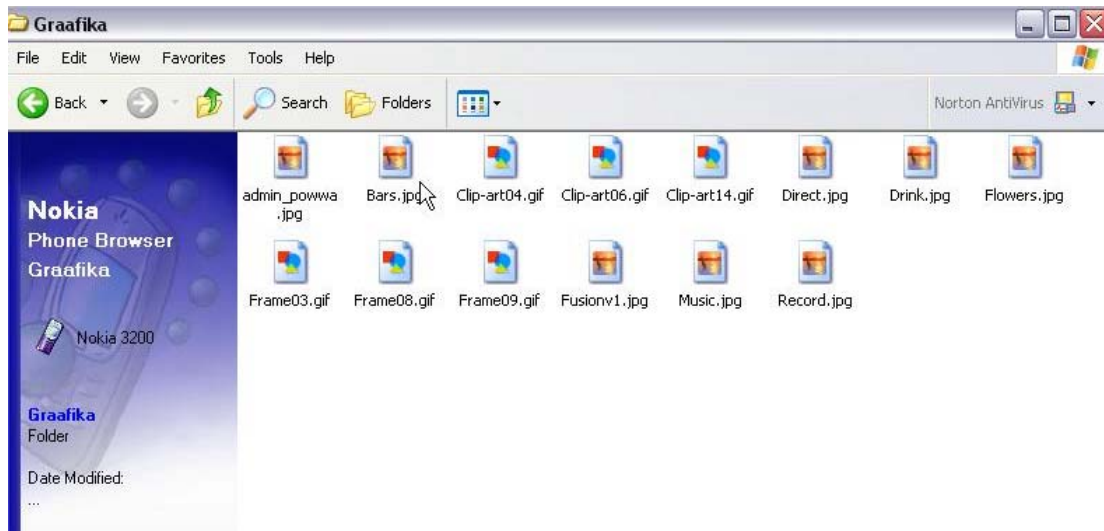 Graafika
File Edit View Favorites Tools Help
Back Search Folders Norton AntiVirus
Nokia
Phone Browser
Graafika
Nokia 3200
Graafika
Folder
Date Modified:
...
admin_powwa
.jpg
Bars.jpg
Clip-art04.gif
Clip-art06.gif
Clip-art14.gif
Direct.jpg
Drink.jpg
Flowers.jpg
Frame03.gif
Frame08.gif
Frame09.gif
Fusionv1.jpg
Music.jpg
Record.jpg